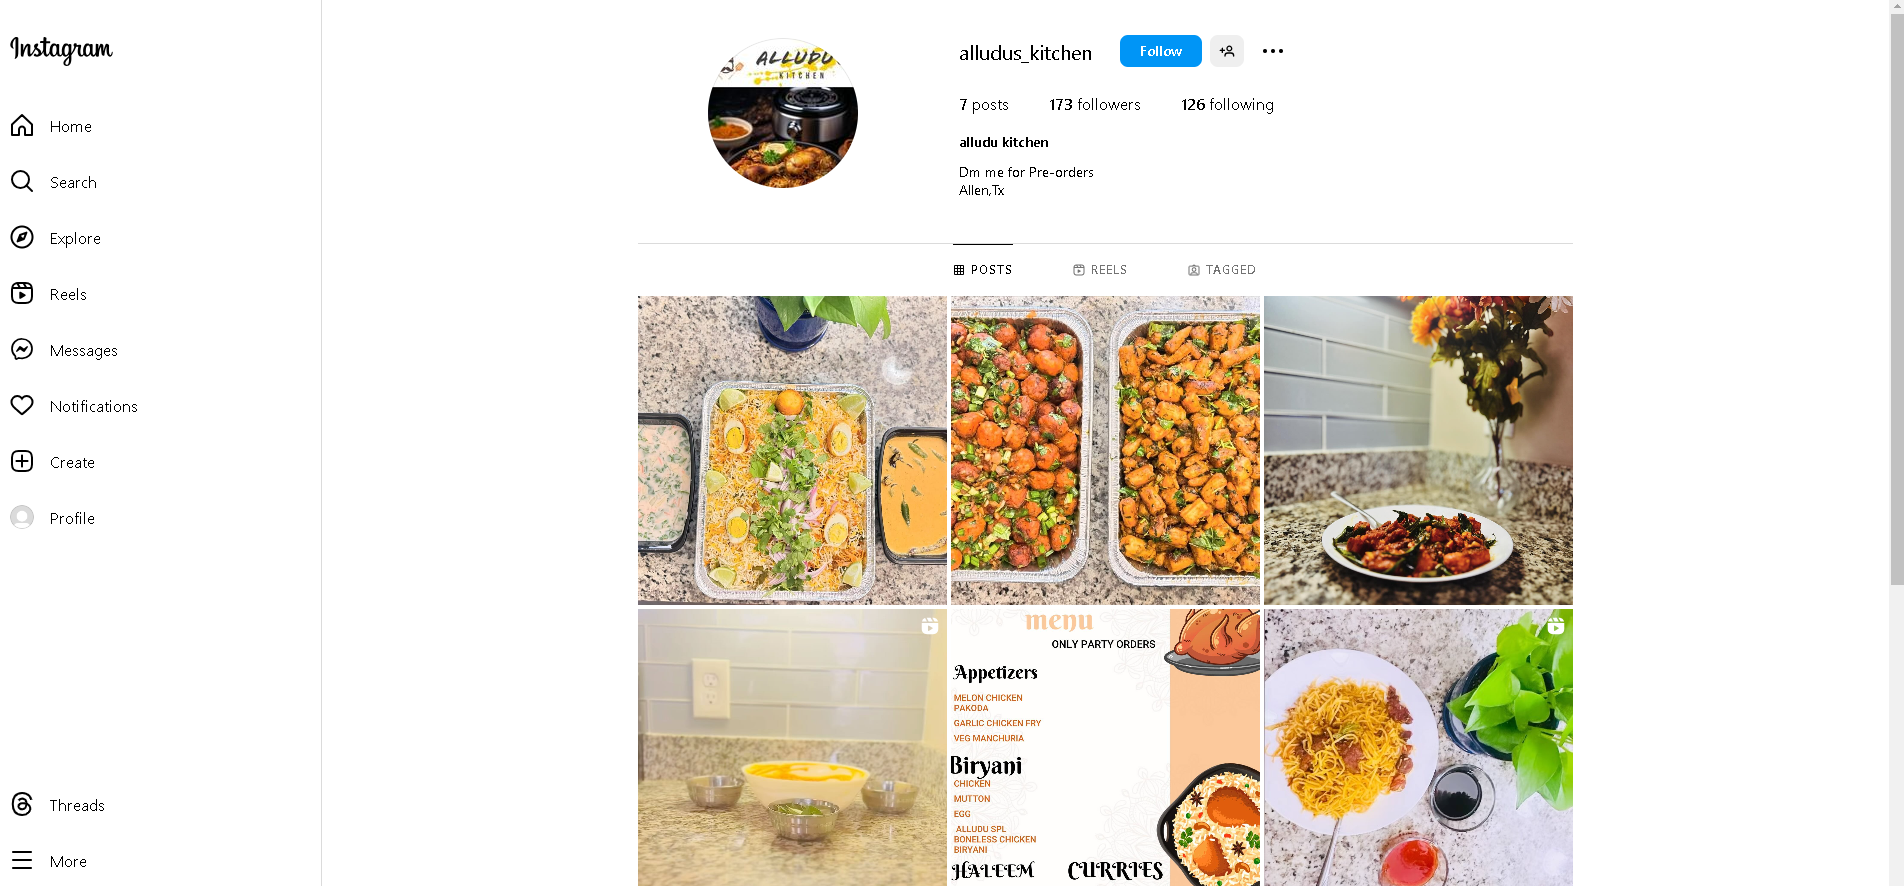 Instagram
Home
Search
Explore
Reels
Messages
Notifications
Create
Profile
Threads
More
ALLUDU
KITCHEN
alludus_kitchen
Follow
7 posts 173 followers 126 following
alludu kitchen
Dm me for Pre-orders
Allen,Tx
POSTS REELS TAGGED
menu
ONLY PARTY ORDERS
Appetizers
MELON CHICKEN
PAKODA
GARLIC CHICKEN FRY
VEG MANCHURIA
Biryani
CHICKEN
MUTTON
EGG
ALLUDU SPL
BONELESS CHICKEN
BIRYANI
HALEEM CURRIES